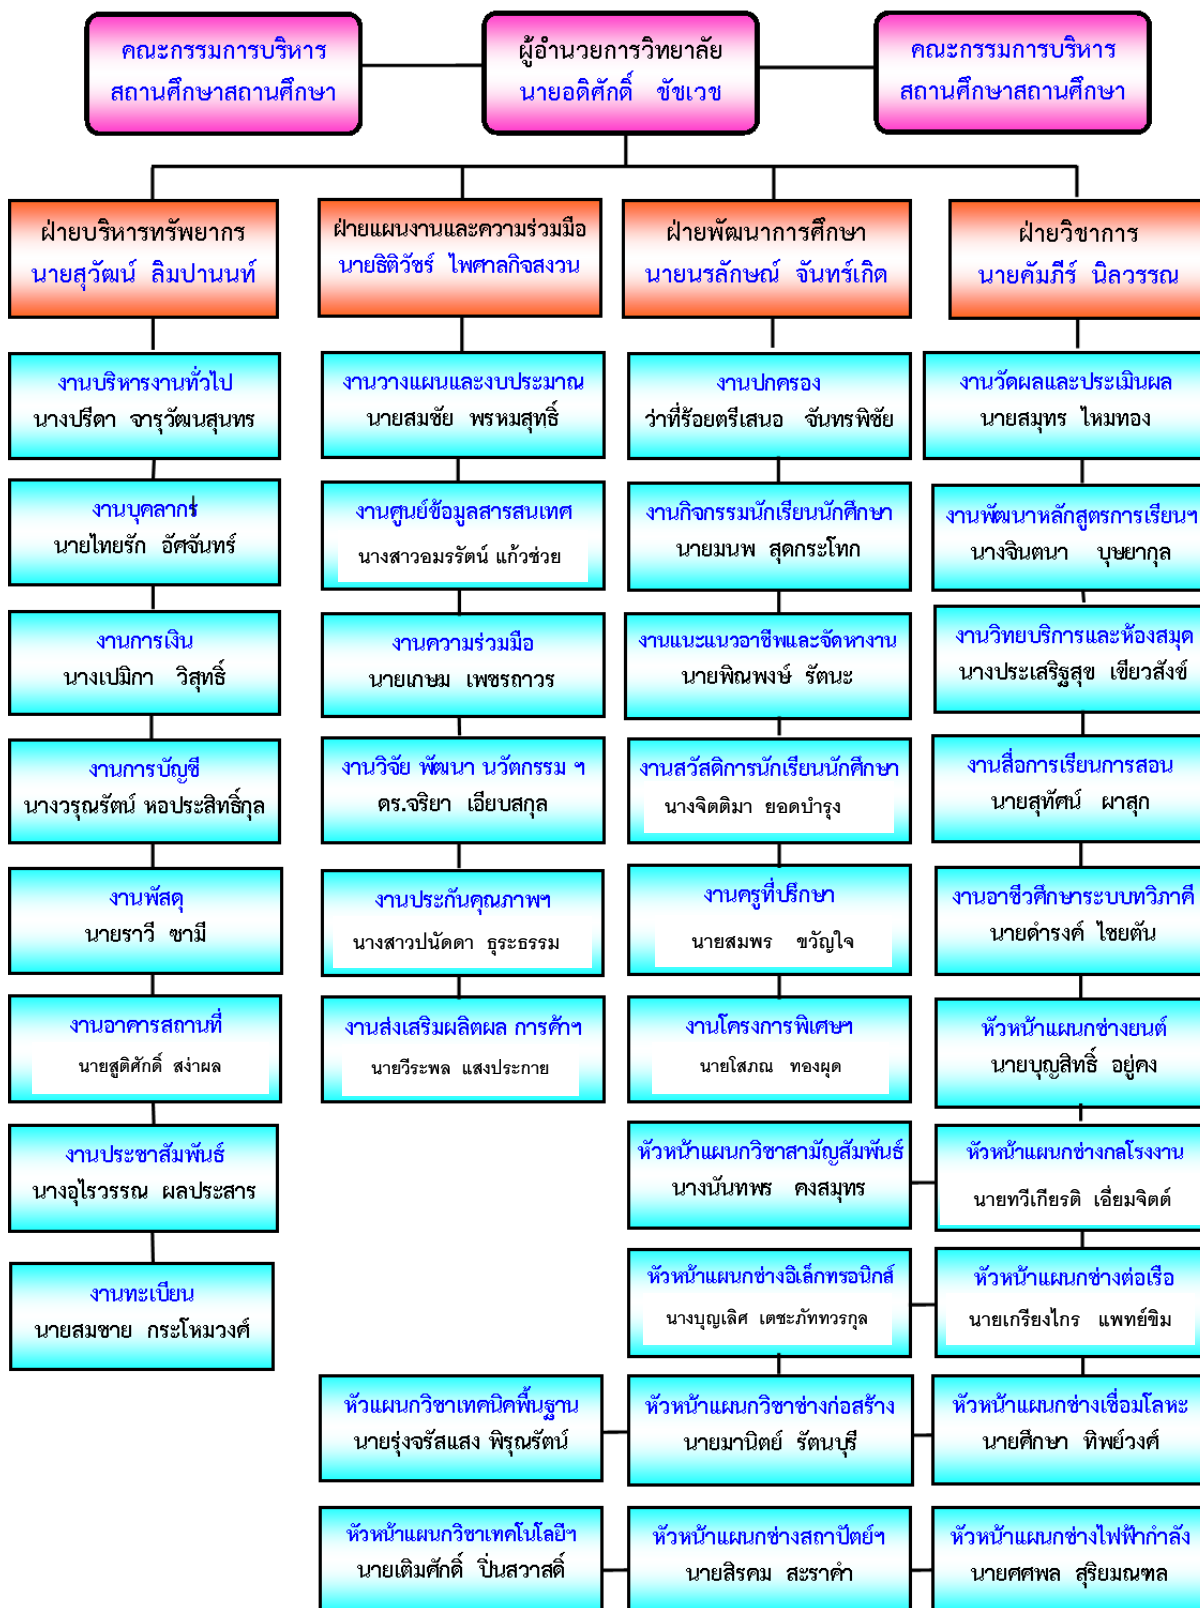 คณะกรรมการบริหาร
สถานศึกษาสถานศึกษา
ผู้อำนวยการวิทยาลัย
นายอดิศักดิ์ ชัชเวช
คณะกรรมการบริหาร
สถานศึกษาสถานศึกษา
ฝ่ายบริหารทรัพยากร
นายสุวัฒน์ ลิมปานนท์
ฝ่ายแผนงานและความร่วมมือ
นายธิติวัชร์ ไพศาลกิจสงวน
ฝ่ายพัฒนาการศึกษา
นายนรลักษณ์ จันทร์เกิด
ฝ่ายวิชาการ
นายคัมภีร์ นิลวรรณ
งานบริหารงานทั่วไป
นางปรีดา จารุวัฒนสุนทร
งานวางแผนและงบประมาณ
นายสมชัย พรหมสุทธิ์
งานปกครอง
ว่าที่ร้อยตรีเสนอ จันทรพิชัย
งานวัดผลและประเมินผล
นายสมุทร ไหมทอง
งานบุคลากร่
นายไทยรัก อัศจันทร์
งานศูนย์ข้อมูลสารสนเทศ
นางสาวอมรรัตน์ แก้วช่วย
งานกิจกรรมนักเรียนนักศึกษา
นายมนพ สุดกระโทก
งานพัฒนาหลักสูตรการเรียนฯ
นางจินตนา บุษยากุล
งานการเงิน
นางเปมิกา วิสุทธิ์
งานความร่วมมือ
นายเกษม เพชรถาวร
งานแนะแนวอาชีพและจัดหางาน
นายพิณพงษ์ รัตนะ
งานวิทยบริการและห้องสมุด
นางประเสริฐสุข เขียวสังข์
งานการบัญชี
นางวรุณรัตน์ หอประสิทธิ์กุล
งานวิจัย พัฒนา นวัตกรรม ฯ
ดร.จริยา เอียบสกุล
งานสวัสดิการนักเรียนนักศึกษา
นางจิตติมา ยอดบำรุง
งานสื่อการเรียนการสอน
นายสุทัศน์ ผาสุก
งานพัสดุ
นายราวี ซามี
งานประกันคุณภาพฯ
นางสาวปนัดดา ธุระธรรม
งานครูที่ปรึกษา
นายสมพร ขวัญใจ
งานอาชีวศึกษาระบบทวิภาคี
นายดำรงค์ ไชยตัน
งานอาคารสถานที่
นายสูติศักดิ์ สง่าผล
งานส่งเสริมผลิตผล การค้าฯ
นายวีระพล แสงประกาย
งานโครงการพิเศษฯ
นายโสภณ ทองผุด
หัวหน้าแผนกช่างยนต์
นายบุญสิทธิ์ อยู่คง
งานประชาสัมพันธ์
นางอุไรวรรณ ผลประสาร
หัวหน้าแผนกวิชาสามัญสัมพันธ์
นางนันทพร คงสมุทร
หัวหน้าแผนกช่างกลโรงงาน
นายทวีเกียรติ เอี่ยมจิตต์
งานทะเบียน
นายสมชาย กระโหมวงศ์
หัวหน้าแผนกช่างอิเล็กทรอนิกส์
นางบุญเลิศ เตชะภัททวรกุล
หัวหน้าแผนกช่างต่อเรือ
นายเกรียงไกร แพทย์ขิม
หัวแผนกวิชาเทคนิคพื้นฐาน
นายรุ่งจรัสแสง พิรุณรัตน์
หัวหน้าแผนกวิชาช่างก่อสร้าง
นายมานิตย์ รัตนบุรี
หัวหน้าแผนกช่างเชื่อมโลหะ
นายศึกษา ทิพย์วงศ์
หัวหน้าแผนกวิชาเทคโนโลยีฯ
นายเติมศักดิ์ ปิ่นสวาสดิ์
หัวหน้าแผนกช่างสถาปัตย์ฯ
นายสิรคม สะราคำ
หัวหน้าแผนกช่างไฟฟ้ากำลัง
นายศศพล สุริยมณฑล